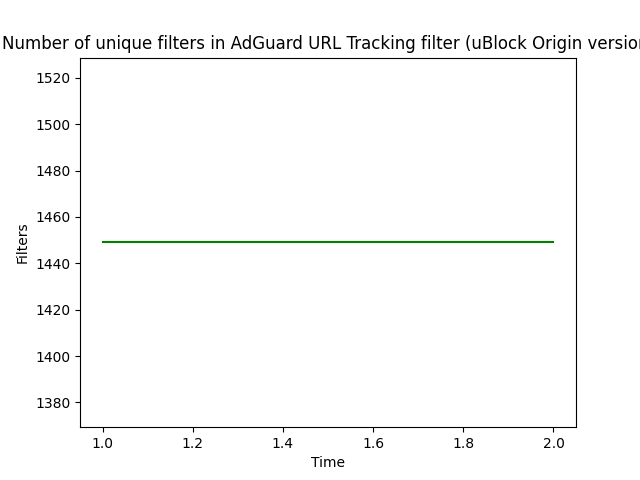 Number of unique filters in AdGuard URL Tracking filter (uBlock Origin version
1520
1500
1480
1460
1440
1420
1400
1380
Filters
1.0 1.2 1.4 1.6 1.8 2.0
Time